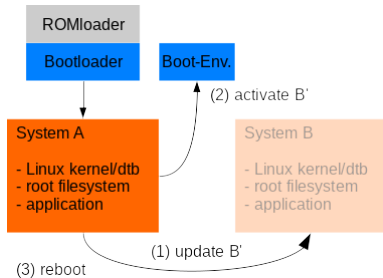 ROMloader
Bootloader
Boot-Env.
(2) activate B'
System A
- Linux kernel/dtb
- root filesystem
- application
System B
- Linux kernel/dtb
- root filesystem
- application
(1) update B'
(3) reboot